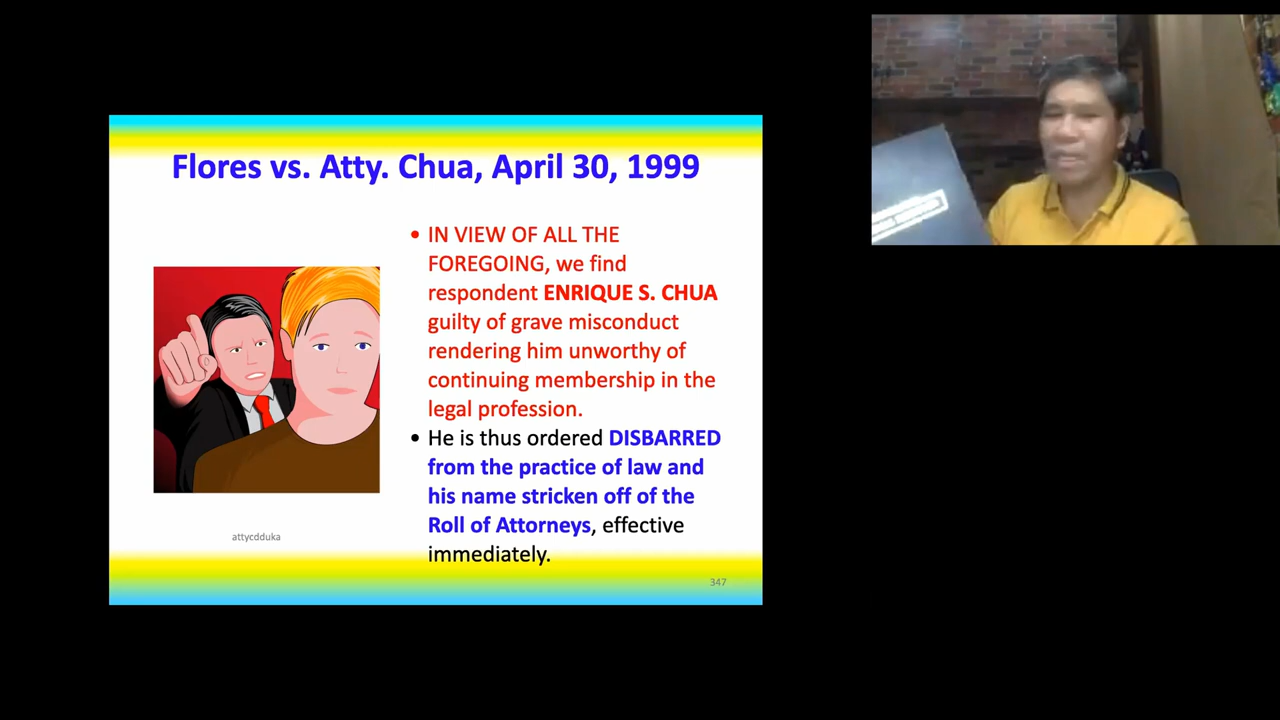 Flores vs. Atty. Chua, April 30, 1999
• IN VIEW OF ALL THE
FOREGOING, we find
respondent ENRIQUE S. CHUA
guilty of grave misconduct
rendering him unworthy of
continuing membership in the
legal profession.
• He is thus ordered DISBARRED
from the practice of law and
his name stricken off of the
Roll of Attorneys, effective
immediately.
attycdduka
347